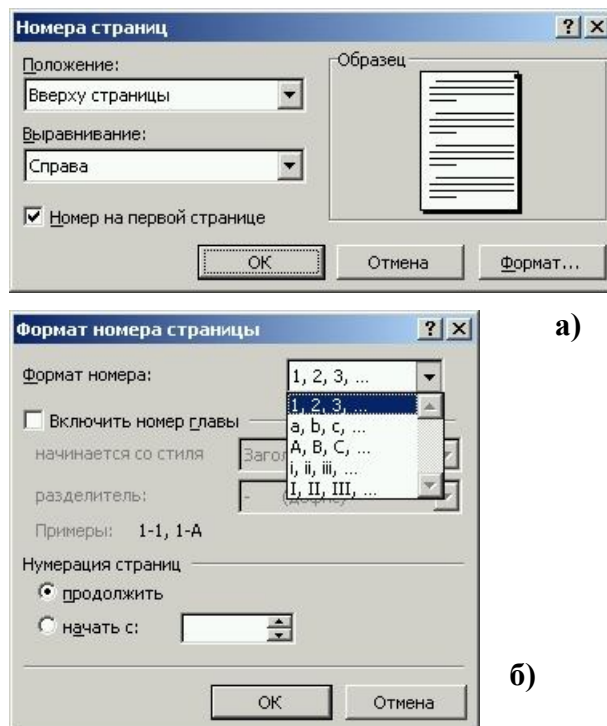 Номера страниц
Положение:
Образец
Вверху страницы
Выравнивание:
Справа
Номер на первой странице
ОК
Отмена
Формат...
а)
Формат номера страницы
Формат номера:
1, 2, 3, ...
1, 2, 3, ...
Включить номер главы
a, b, c, ...
A, B, C, ...
начинается со стиля
i, ii, iii, ...
разделитель:
-
I, II, III, ...
Примеры: 1-1, 1-A
Нумерация страниц
продолжить
начать с:
ОК
Отмена
б)